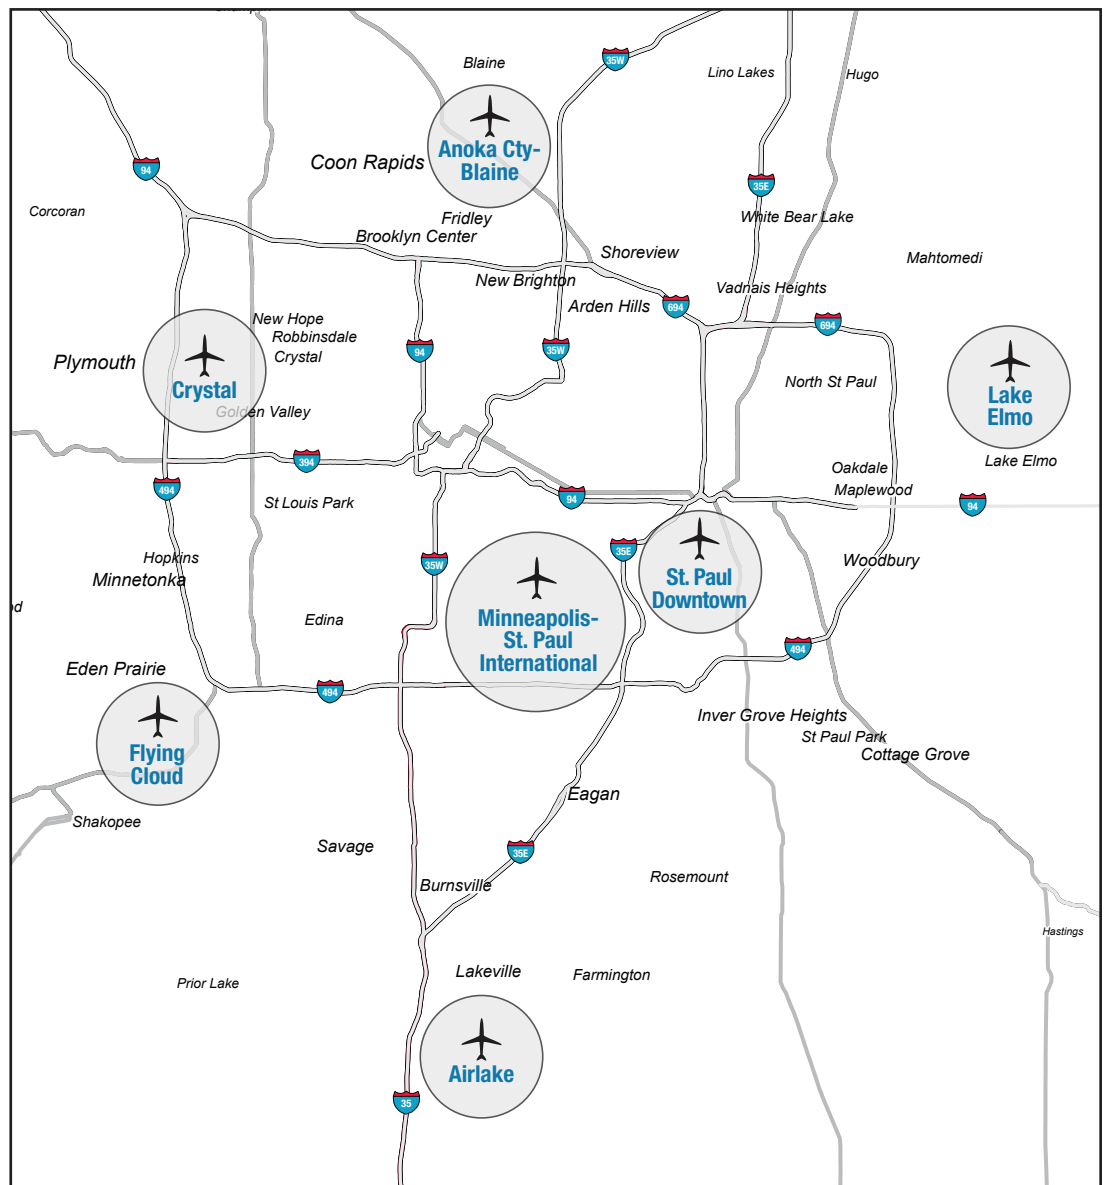 Blaine
35W
Lino Lakes
Hugo
Anoka Cty-
Blaine
Coon Rapids
94
35E
Corcoran
Fridley
White Bear Lake
Brooklyn Center
Shoreview
Mahtomedi
New Brighton
Vadnais Heights
Arden Hills
694
694
New Hope
Robbinsdale
Crystal
94
35W
Plymouth
Crystal
North St Paul
Lake
Elmo
Golden Valley
Lake Elmo
394
Oakdale
Maplewood
494
94
94
St Louis Park
35E
Hopkins
Minnetonka
35W
Woodbury
St. Paul
Downtown
Minneapolis-
St. Paul
International
Edina
od
494
Eden Prairie
494
Inver Grove Heights
St Paul Park
Cottage Grove
Flying
Cloud
Eagan
Shakopee
Savage
35E
Burnsville
Rosemount
Hastings
Lakeville
Farmington
Prior Lake
Airlake
35